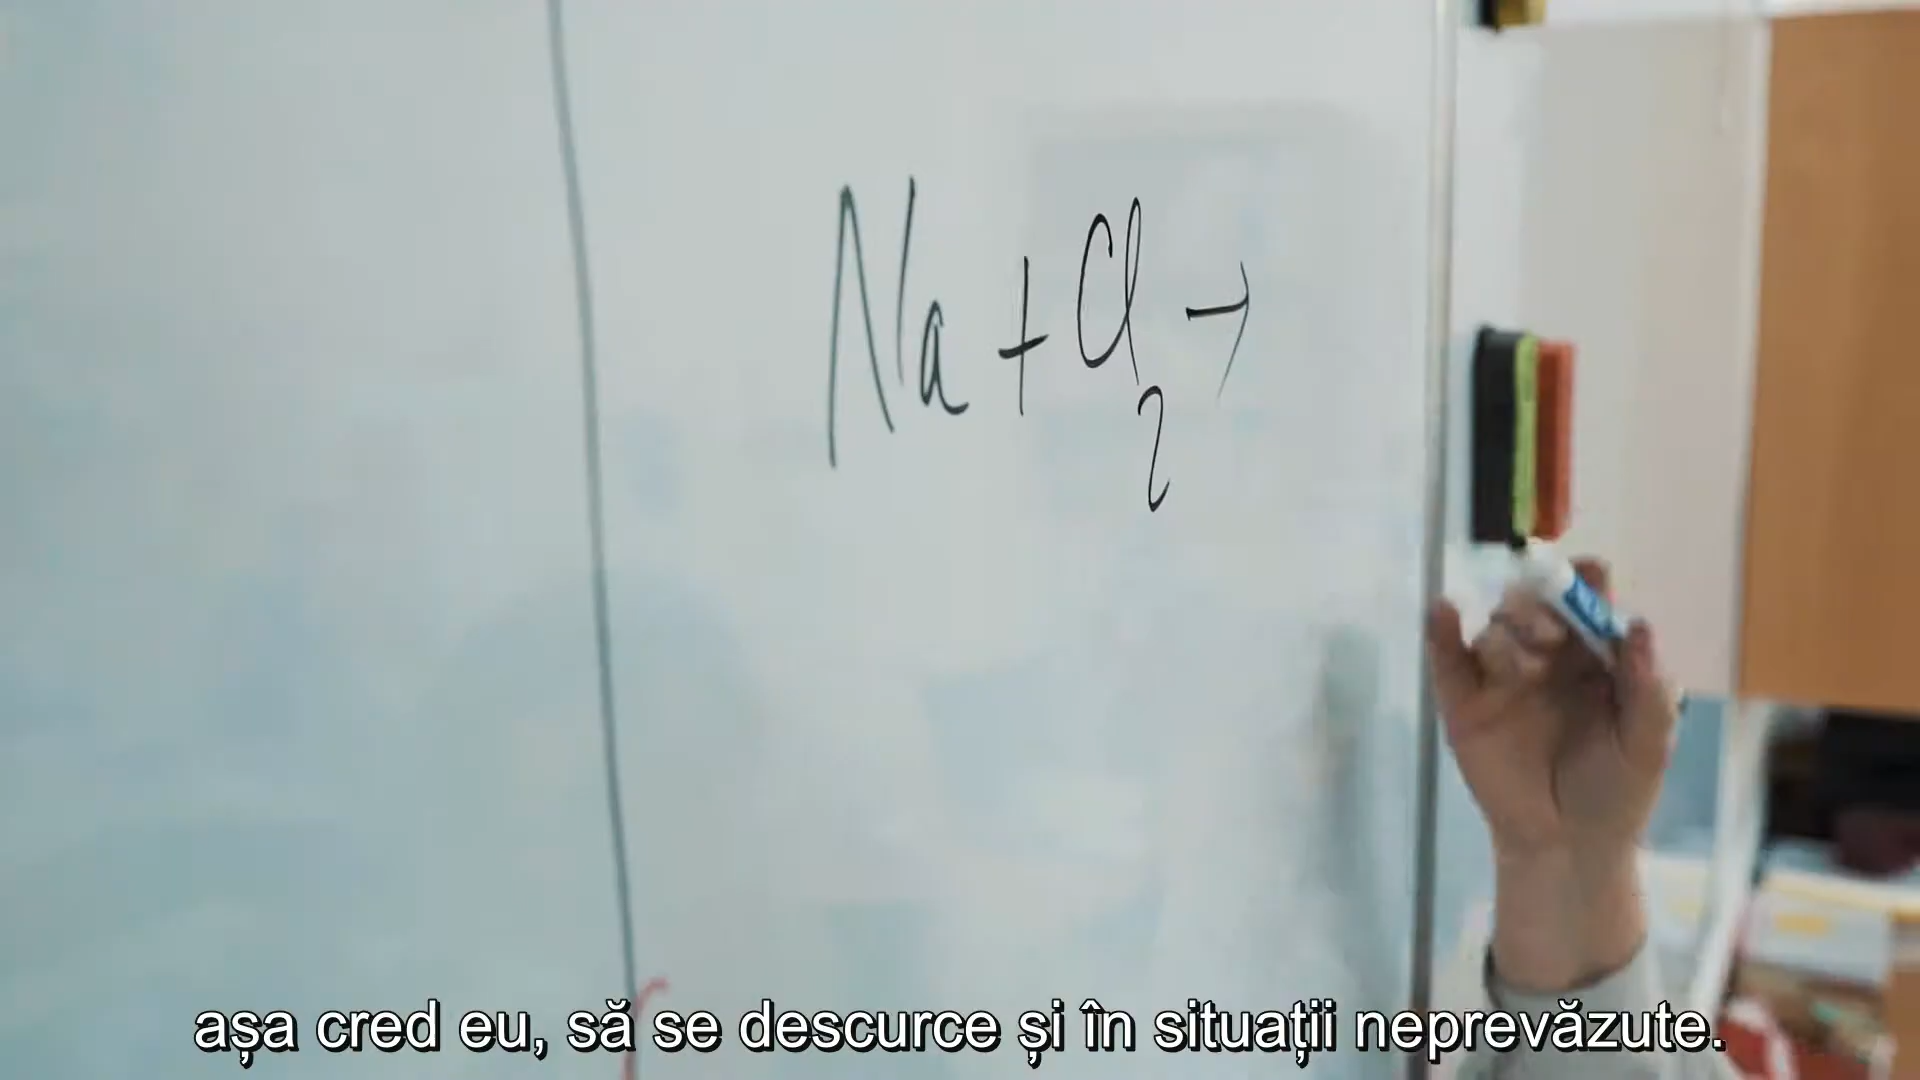 Na + Cl₂ →
așa cred eu, să se descurce și în situații neprevăzute.